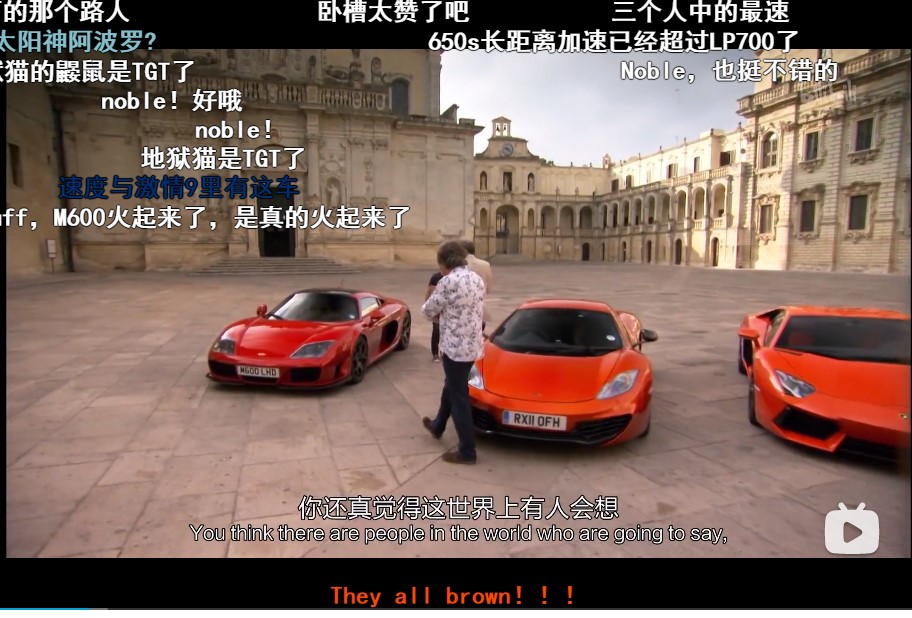 的那个路人
卧槽太赞了吧
三个人中的最速
太阳神阿波罗?
650s长距离加速已经超过LP700了
猫的鼹鼠是TGT了
Noble，也挺不错的
noble！好哦
noble！
地狱猫是TGT了
速度与激情9里有这车
ff，M600火起来了，是真的火起来了
M600 LHD
RX11 OFH
你还真觉得这世界上有人会想
You think there are people in the world who are going to say,
They all brown！！！